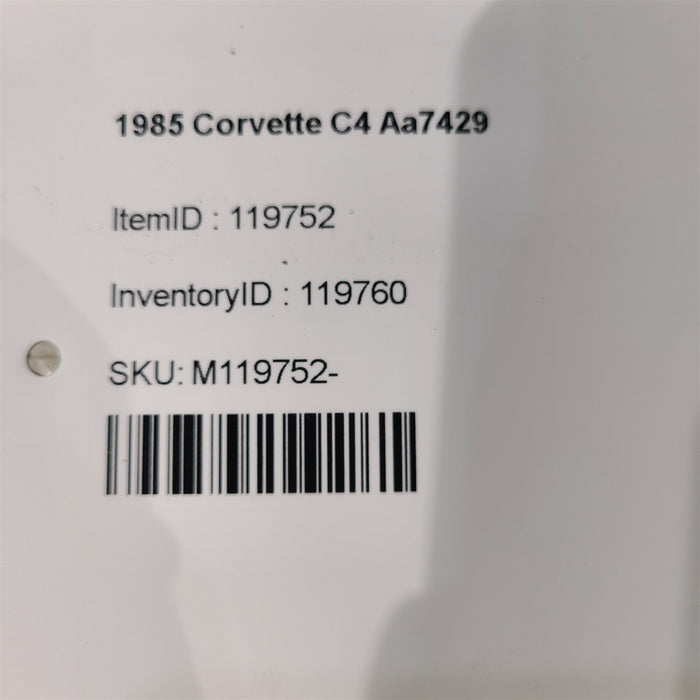 1985 Corvette C4 Aa7429
ItemID : 119752
InventoryID : 119760
SKU: M119752-